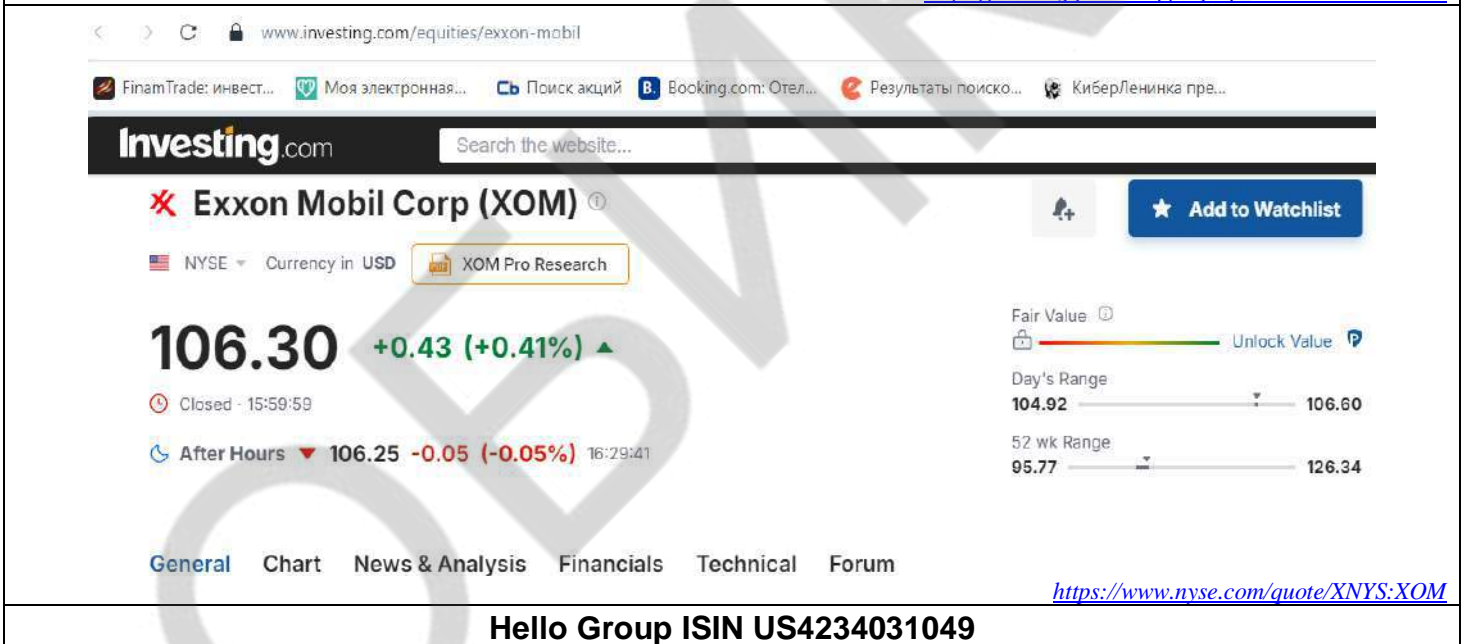 www.investing.com/equities/exxon-mobil
FinamTrade: инвест... Моя электронная... Сь Поиск акций B. Booking.com: Отел... Результаты поиско... КиберЛенинка пре...
Investing.com Search the website...
Exxon Mobil Corp (XOM)
Add to Watchlist
NYSE Currency in USD XOM Pro Research
Fair Value
Unlock Value
106.30 +0.43 (+0.41%)
Day's Range
104.92 106.60
Closed - 15:59:59
52 wk Range
After Hours 106.25 -0.05 (-0.05%) 16:29:41
95.77 126.34
General Chart News & Analysis Financials Technical Forum
https://www.nyse.com/quote/XNYS:XOM
Hello Group ISIN US4234031049